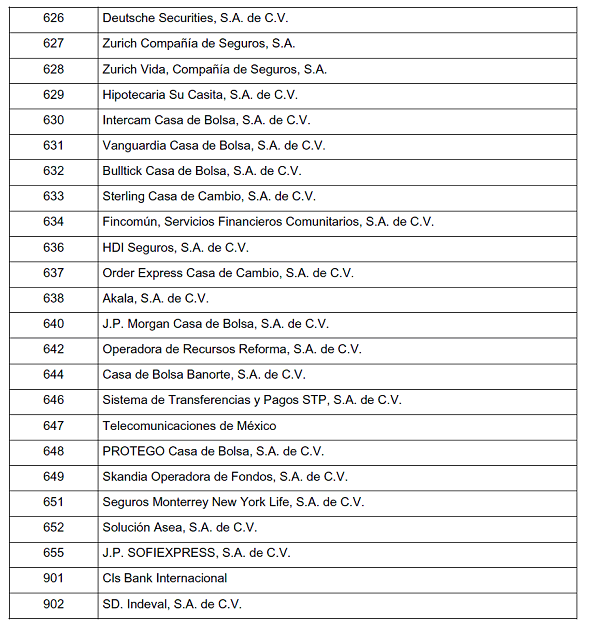 626 Deutsche Securities, S.A. de C.V.
627 Zurich Compañía de Seguros, S.A.
628 Zurich Vida, Compañía de Seguros, S.A.
629 Hipotecaria Su Casita, S.A. de C.V.
630 Intercam Casa de Bolsa, S.A. de C.V.
631 Vanguardia Casa de Bolsa, S.A. de C.V.
632 Bulltick Casa de Bolsa, S.A. de C.V.
633 Sterling Casa de Cambio, S.A. de C.V.
634 Fincomún, Servicios Financieros Comunitarios, S.A. de C.V.
636 HDI Seguros, S.A. de C.V.
637 Order Express Casa de Cambio, S.A. de C.V.
638 Akala, S.A. de C.V.
640 J.P. Morgan Casa de Bolsa, S.A. de C.V.
642 Operadora de Recursos Reforma, S.A. de C.V.
644 Casa de Bolsa Banorte, S.A. de C.V.
646 Sistema de Transferencias y Pagos STP, S.A. de C.V.
647 Telecomunicaciones de México
648 PROTEGO Casa de Bolsa, S.A. de C.V.
649 Skandia Operadora de Fondos, S.A. de C.V.
651 Seguros Monterrey New York Life, S.A. de C.V.
652 Solución Asea, S.A. de C.V.
655 J.P. SOFIEXPRESS, S.A. de C.V.
901 Cls Bank Internacional
902 SD. Indeval, S.A. de C.V.